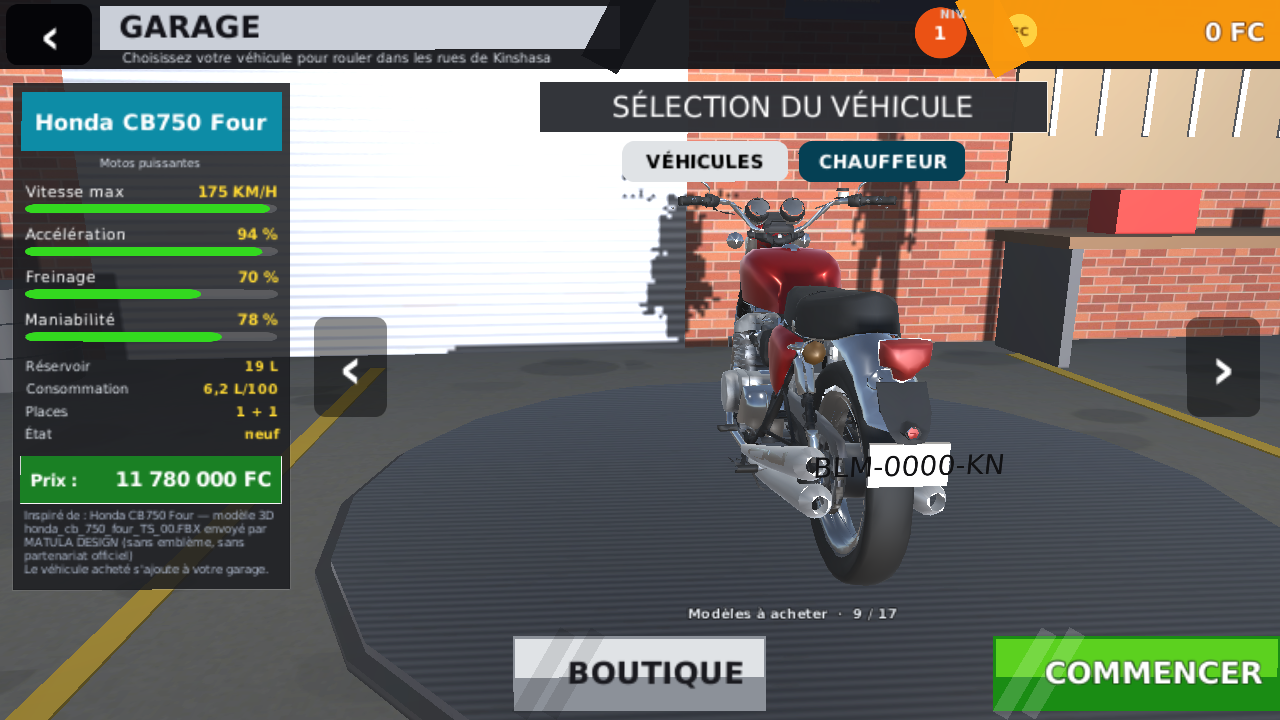 GARAGE
Choisissez votre véhicule pour rouler dans les rues de Kinshasa
NIV
1
FC
0 FC
SÉLECTION DU VÉHICULE
VÉHICULES
CHAUFFEUR
Honda CB750 Four
Motos puissantes
Vitesse max 175 KM/H
Accélération 94 %
Freinage 70 %
Maniabilité 78 %
Réservoir 19 L
Consommation 6,2 L/100
Places 1 + 1
État neuf
Prix : 11 780 000 FC
Inspiré de : Honda CB750 Four — modèle 3D
honda_cb_750_four_TS_00.FBX envoyé par
MATULA DESIGN (sans emblème, sans
partenariat officiel)
Le véhicule acheté s'ajoute à votre garage.
BLM-0000-KN
Modèles à acheter · 9 / 17
BOUTIQUE
COMMENCER